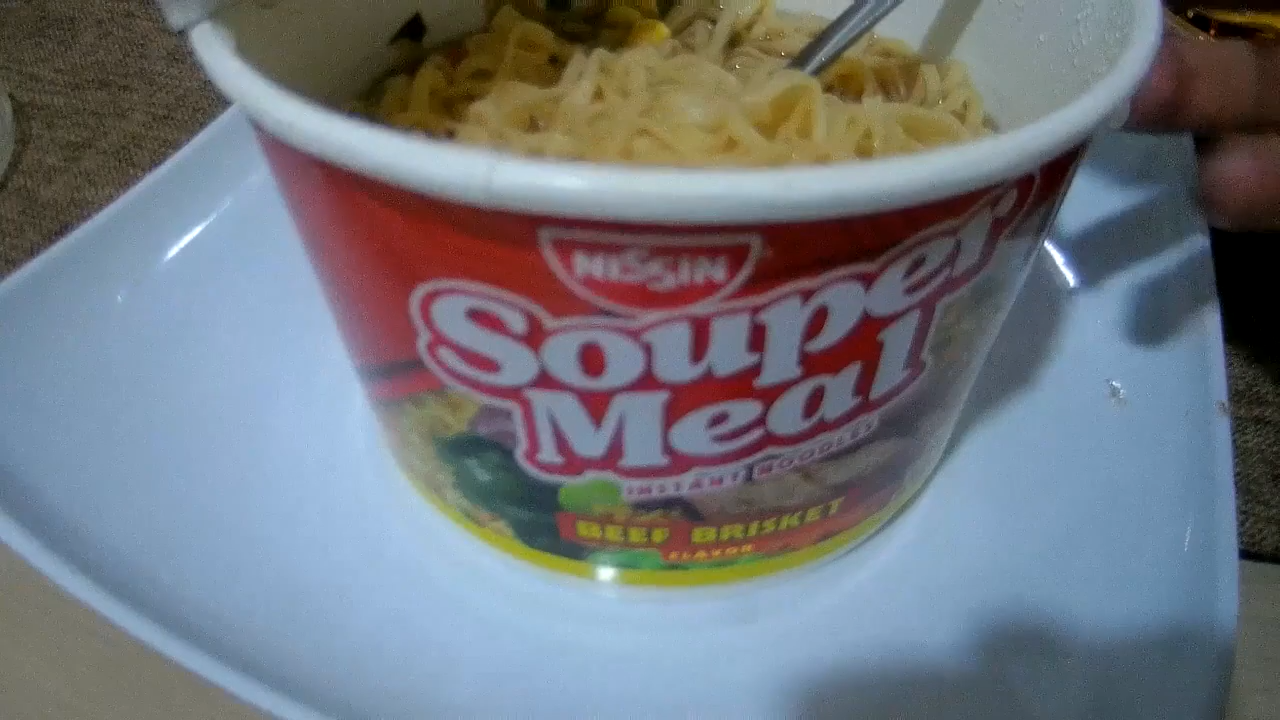 NISSIN
Souper
Meal
INSTANT NOODLES
BEEF BRISKET
FLAVOR